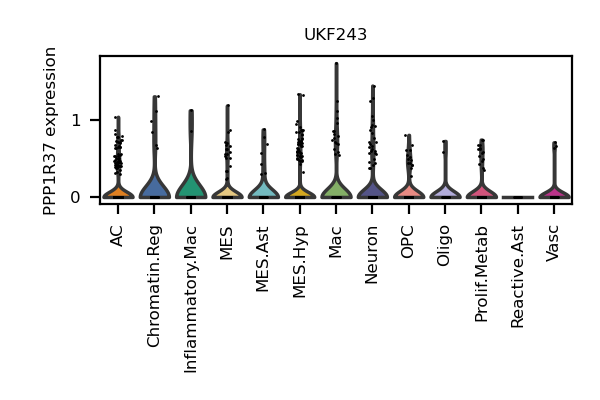 UKF243
PPP1R37 expression
1
0
AC
Chromatin.Reg
Inflammatory.Mac
MES
MES.Ast
MES.Hyp
Mac
Neuron
OPC
Oligo
Prolif.Metab
Reactive.Ast
Vasc